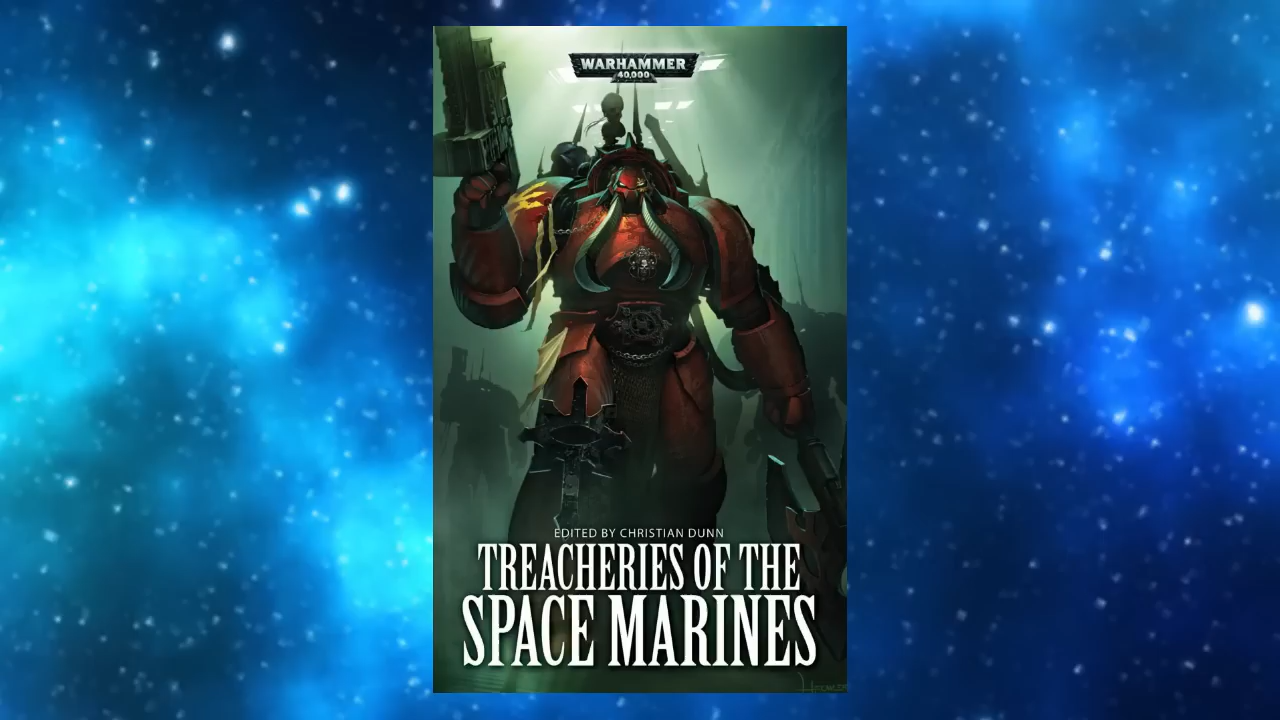 WARHAMMER
40,000
EDITED BY CHRISTIAN DUNN
TREACHERIES OF THE
SPACE MARINES